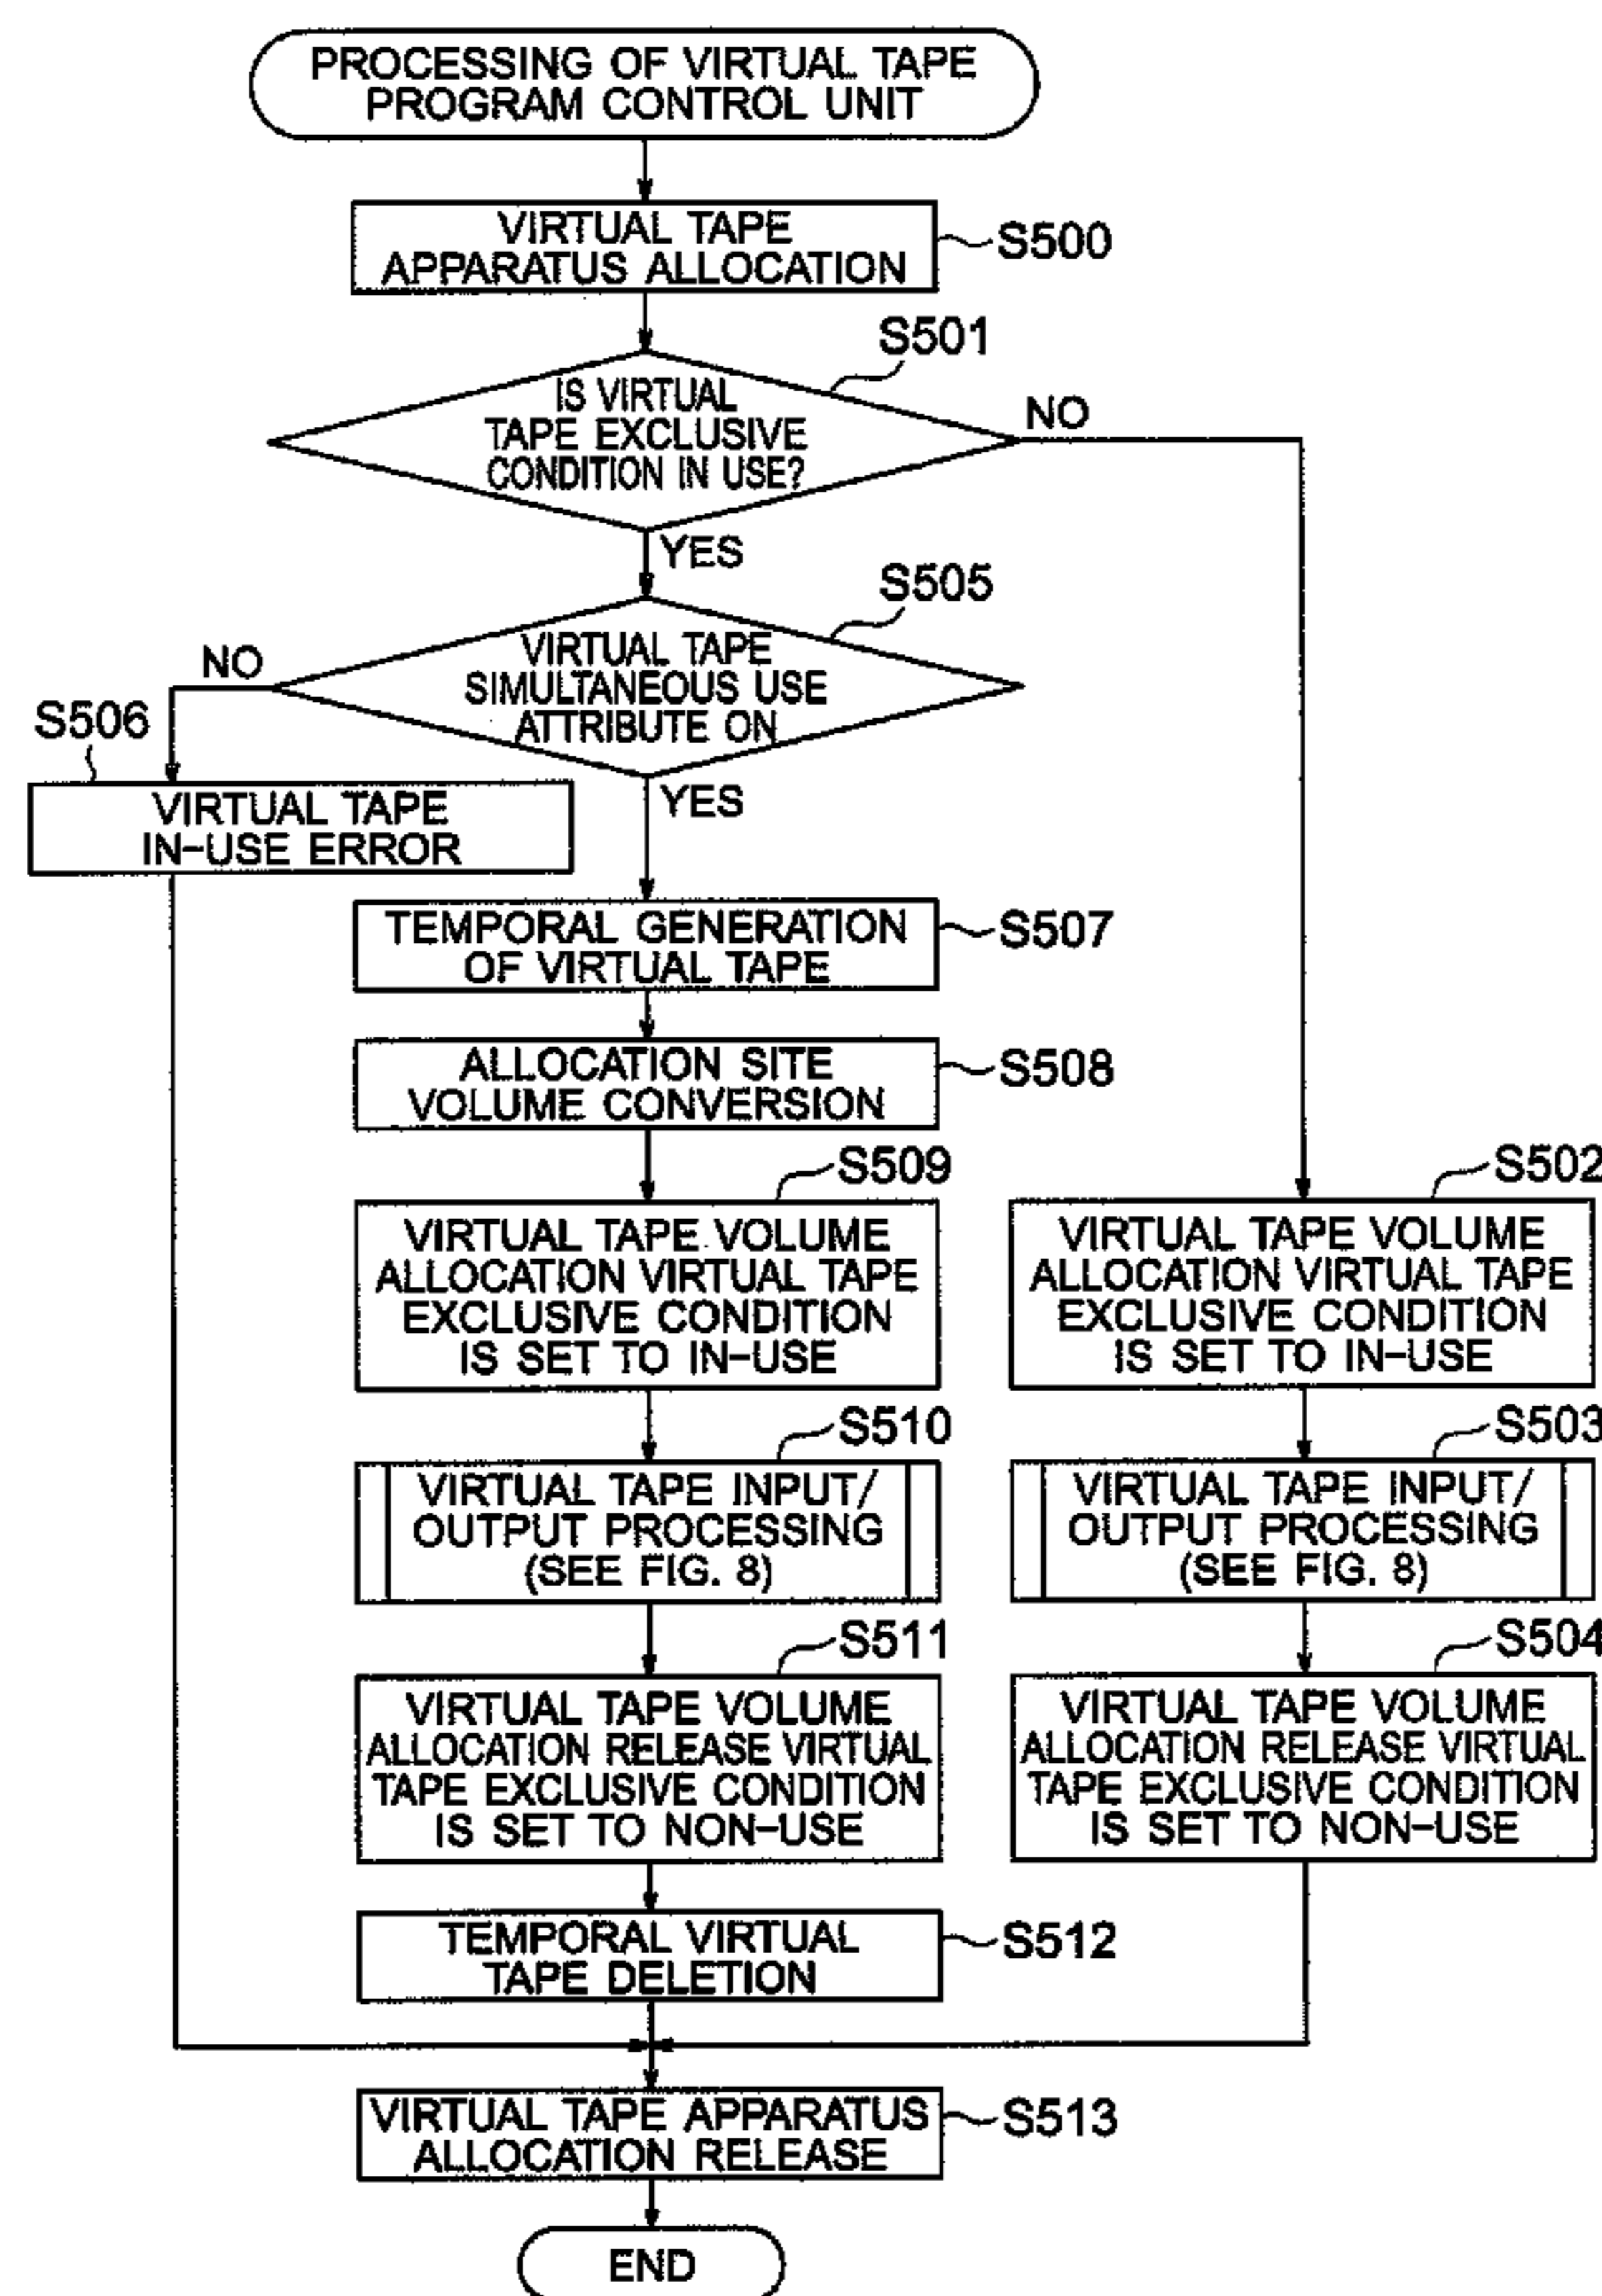 PROCESSING OF VIRTUAL TAPE
PROGRAM CONTROL UNIT
VIRTUAL TAPE
APPARATUS ALLOCATION
S500
S501
IS VIRTUAL
TAPE EXCLUSIVE
CONDITION IN USE?
NO
YES
S505
VIRTUAL TAPE
SIMULTANEOUS USE
ATTRIBUTE ON
NO
YES
S506
VIRTUAL TAPE
IN-USE ERROR
TEMPORAL GENERATION
OF VIRTUAL TAPE
S507
ALLOCATION SITE
VOLUME CONVERSION
S508
S509
VIRTUAL TAPE VOLUME
ALLOCATION VIRTUAL TAPE
EXCLUSIVE CONDITION
IS SET TO IN-USE
S502
VIRTUAL TAPE VOLUME
ALLOCATION VIRTUAL TAPE
EXCLUSIVE CONDITION
IS SET TO IN-USE
S510
VIRTUAL TAPE INPUT/
OUTPUT PROCESSING
(SEE FIG. 8)
S503
VIRTUAL TAPE INPUT/
OUTPUT PROCESSING
(SEE FIG. 8)
S511
VIRTUAL TAPE VOLUME
ALLOCATION RELEASE VIRTUAL
TAPE EXCLUSIVE CONDITION
IS SET TO NON-USE
S504
VIRTUAL TAPE VOLUME
ALLOCATION RELEASE VIRTUAL
TAPE EXCLUSIVE CONDITION
IS SET TO NON-USE
TEMPORAL VIRTUAL
TAPE DELETION
S512
VIRTUAL TAPE APPARATUS
ALLOCATION RELEASE
S513
END